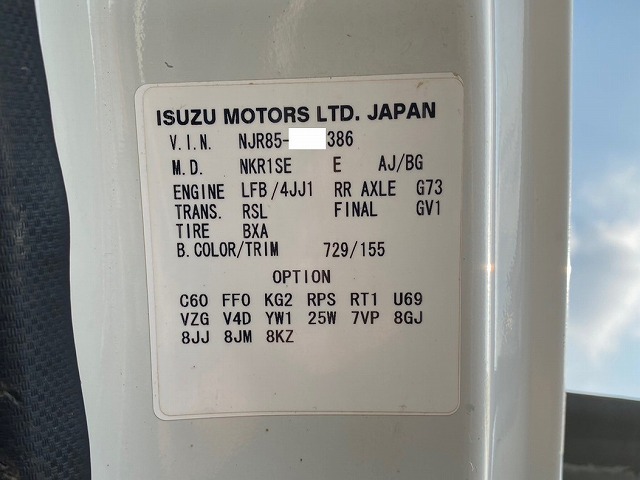 ISUZU MOTORS LTD. JAPAN
V.I.N. NJR85- 386
M.D. NKR1SE E AJ/BG
ENGINE LFB/4JJ1 RR AXLE G73
TRANS. RSL FINAL GV1
TIRE BXA
B.COLOR/TRIM 729/155
OPTION
C60 FF0 KG2 RPS RT1 U69
VZG V4D YW1 25W 7VP 8GJ
8JJ 8JM 8KZ